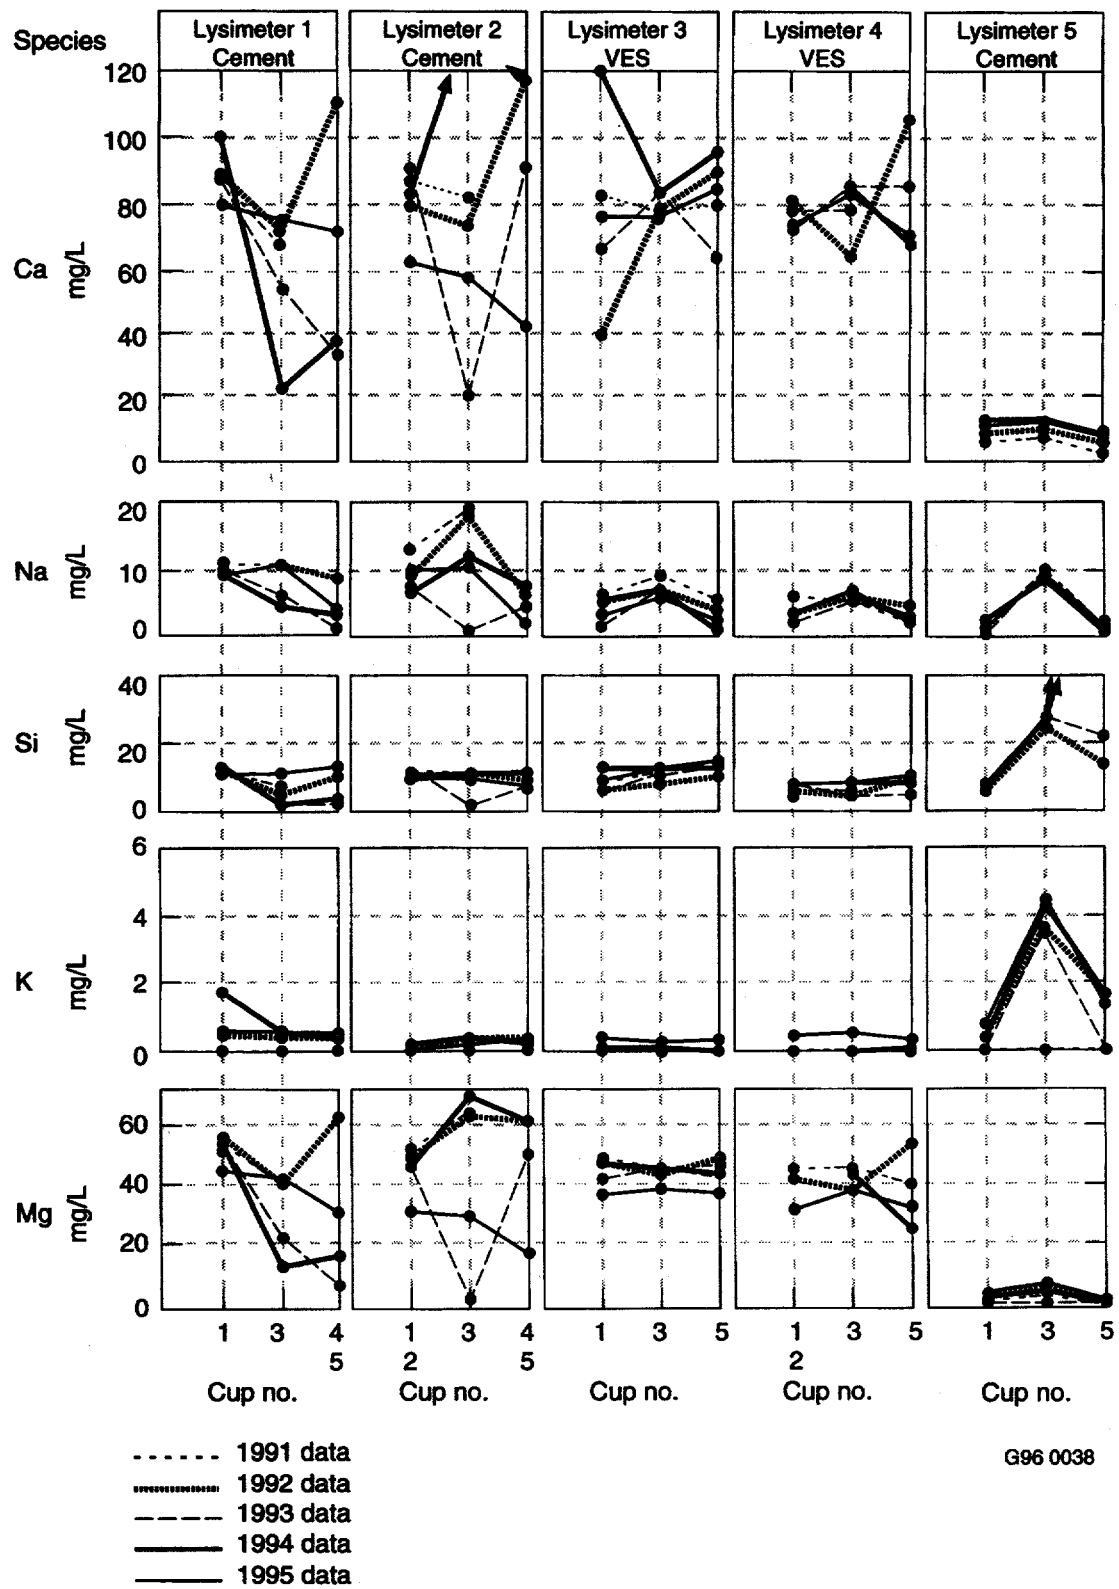 Species
Lysimeter 1 Lysimeter 2 Lysimeter 3 Lysimeter 4 Lysimeter 5
Cement Cement VES VES Cement
120
100
80
Ca mg/L
60
40
20
0
20
Na mg/L
10
0
40
Si mg/L
20
0
6
4
K mg/L
2
0
60
40
Mg mg/L
20
0
1 3 4 1 3 4 1 3 5 1 3 5 1 3 5
5 2 5 2
Cup no. Cup no. Cup no. Cup no. Cup no.
1991 data
G96 0038
1992 data
1993 data
1994 data
1995 data